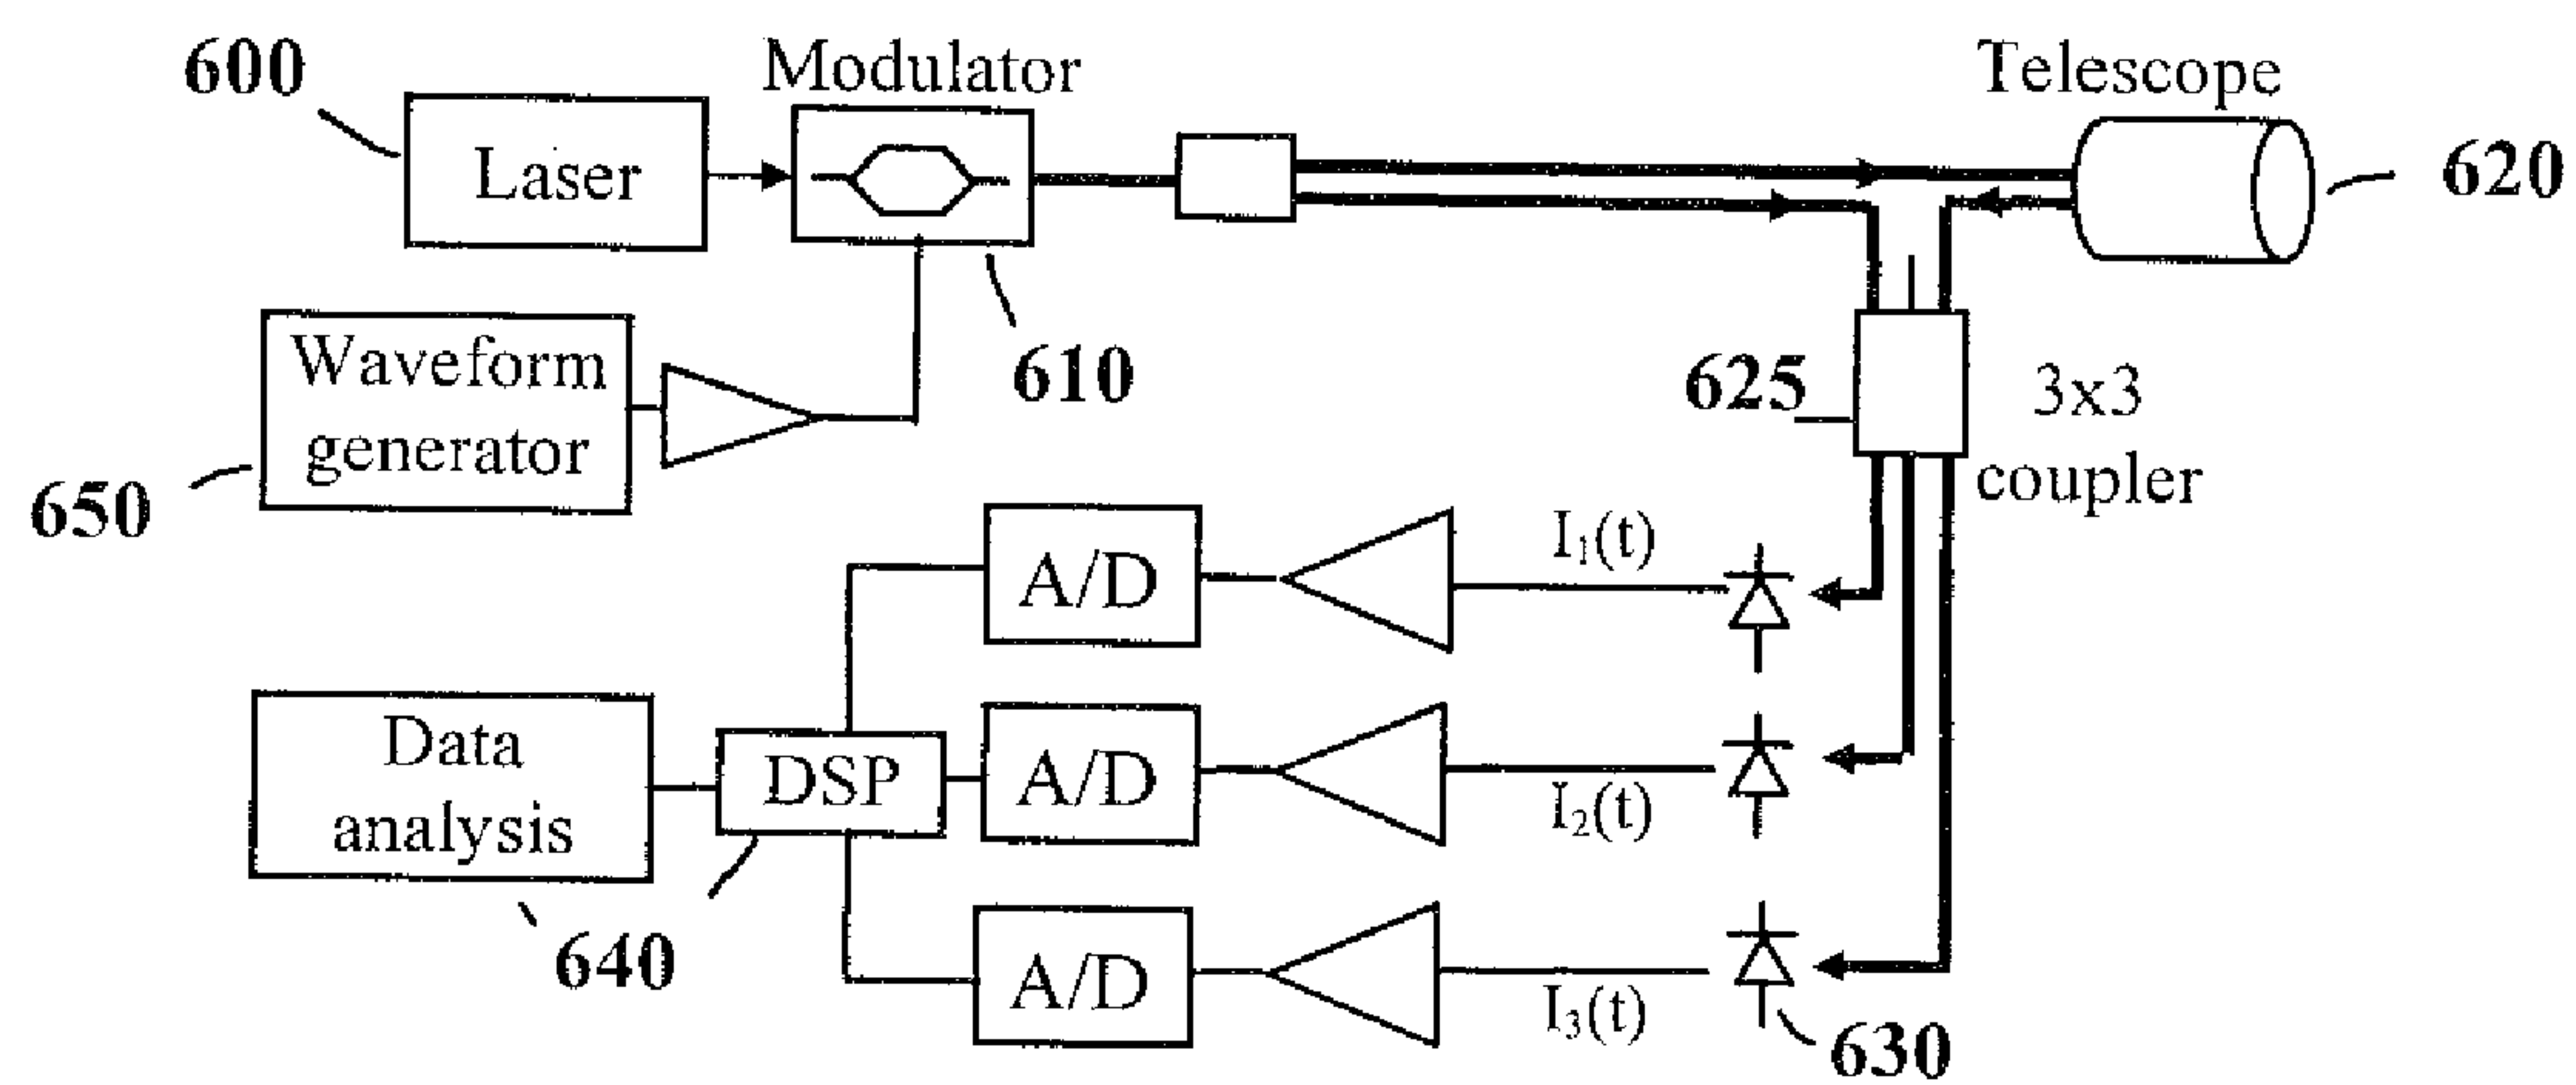 600
Modulator
Telescope
Laser
620
Waveform
generator
610
625
3x3
coupler
650
A/D
I₁(t)
Data
analysis
DSP
A/D
I₂(t)
640
A/D
I₃(t)
630